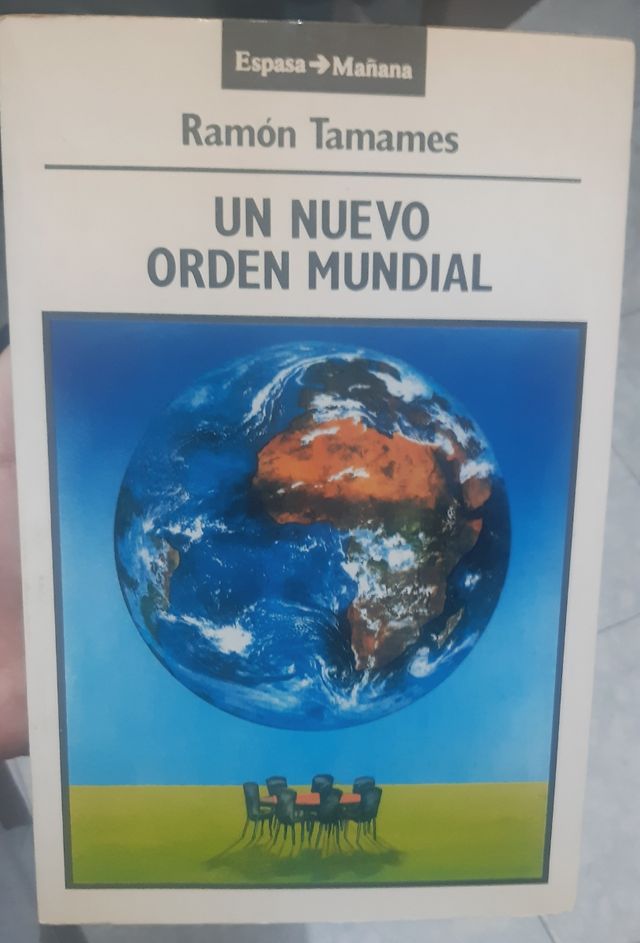 Espasa→Mañana
Ramón Tamames
UN NUEVO
ORDEN MUNDIAL